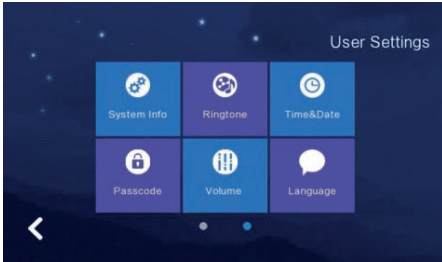 User Settings
System Info Ringtone Time&Date
Passcode Volume Language